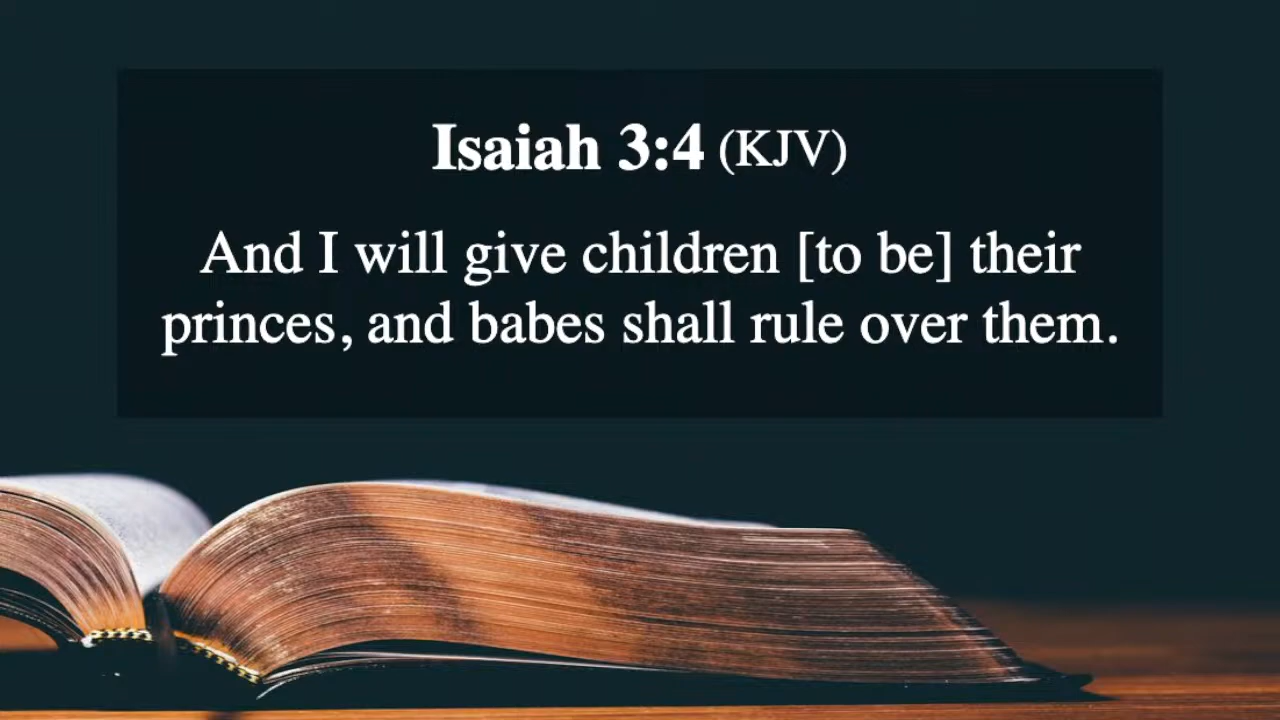 Isaiah 3:4 (KJV)
And I will give children [to be] their
princes, and babes shall rule over them.